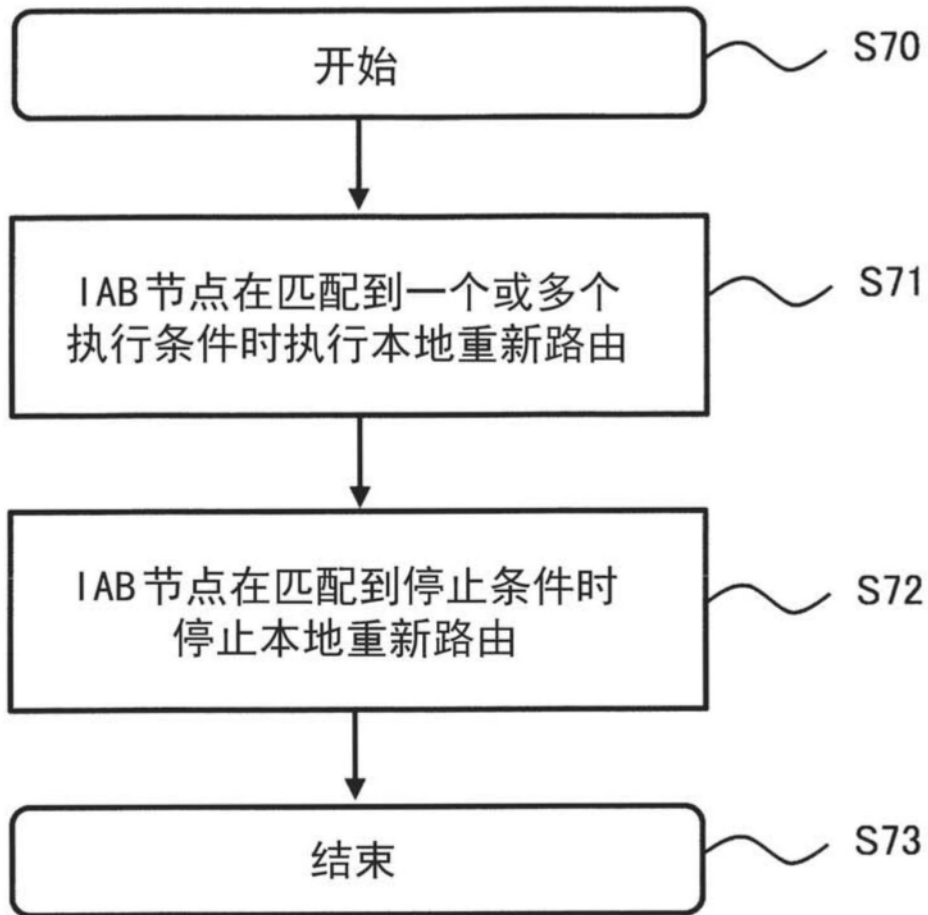 开始
S70
IAB节点在匹配到一个或多个
执行条件时执行本地重新路由
S71
IAB节点在匹配到停止条件时
停止本地重新路由
S72
结束
S73